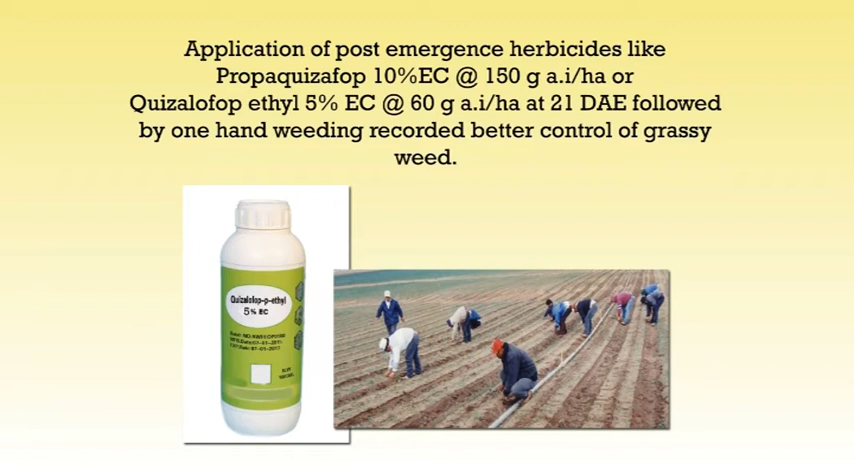 Application of post emergence herbicides like
Propaquizafop 10%EC @ 150 g a.i/ha or
Quizalofop ethyl 5% EC @ 60 g a.i/ha at 21 DAE followed
by one hand weeding recorded better control of grassy
weed.
Quizalofop-p-ethyl
5% EC